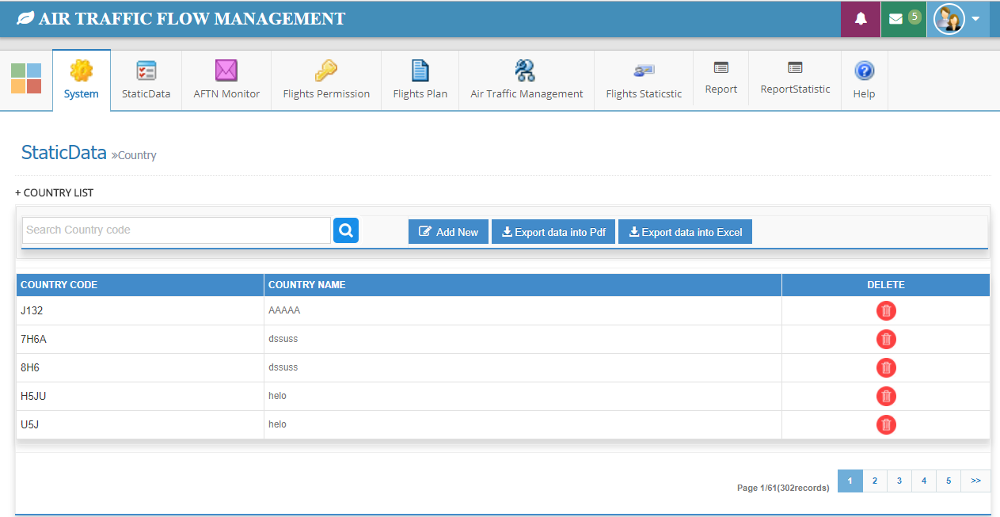 AIR TRAFFIC FLOW MANAGEMENT
5
System
StaticData
AFTN Monitor
Flights Permission
Flights Plan
Air Traffic Management
Flights Staticstic
Report
ReportStatistic
Help
StaticData »Country
+ COUNTRY LIST
Search Country code
Add New
Export data into Pdf
Export data into Excel
COUNTRY CODE COUNTRY NAME DELETE
J132 AAAAA
7H6A dssuss
8H6 dssuss
H5JU helo
U5J helo
Page 1/61(302records) 1 2 3 4 5 >>